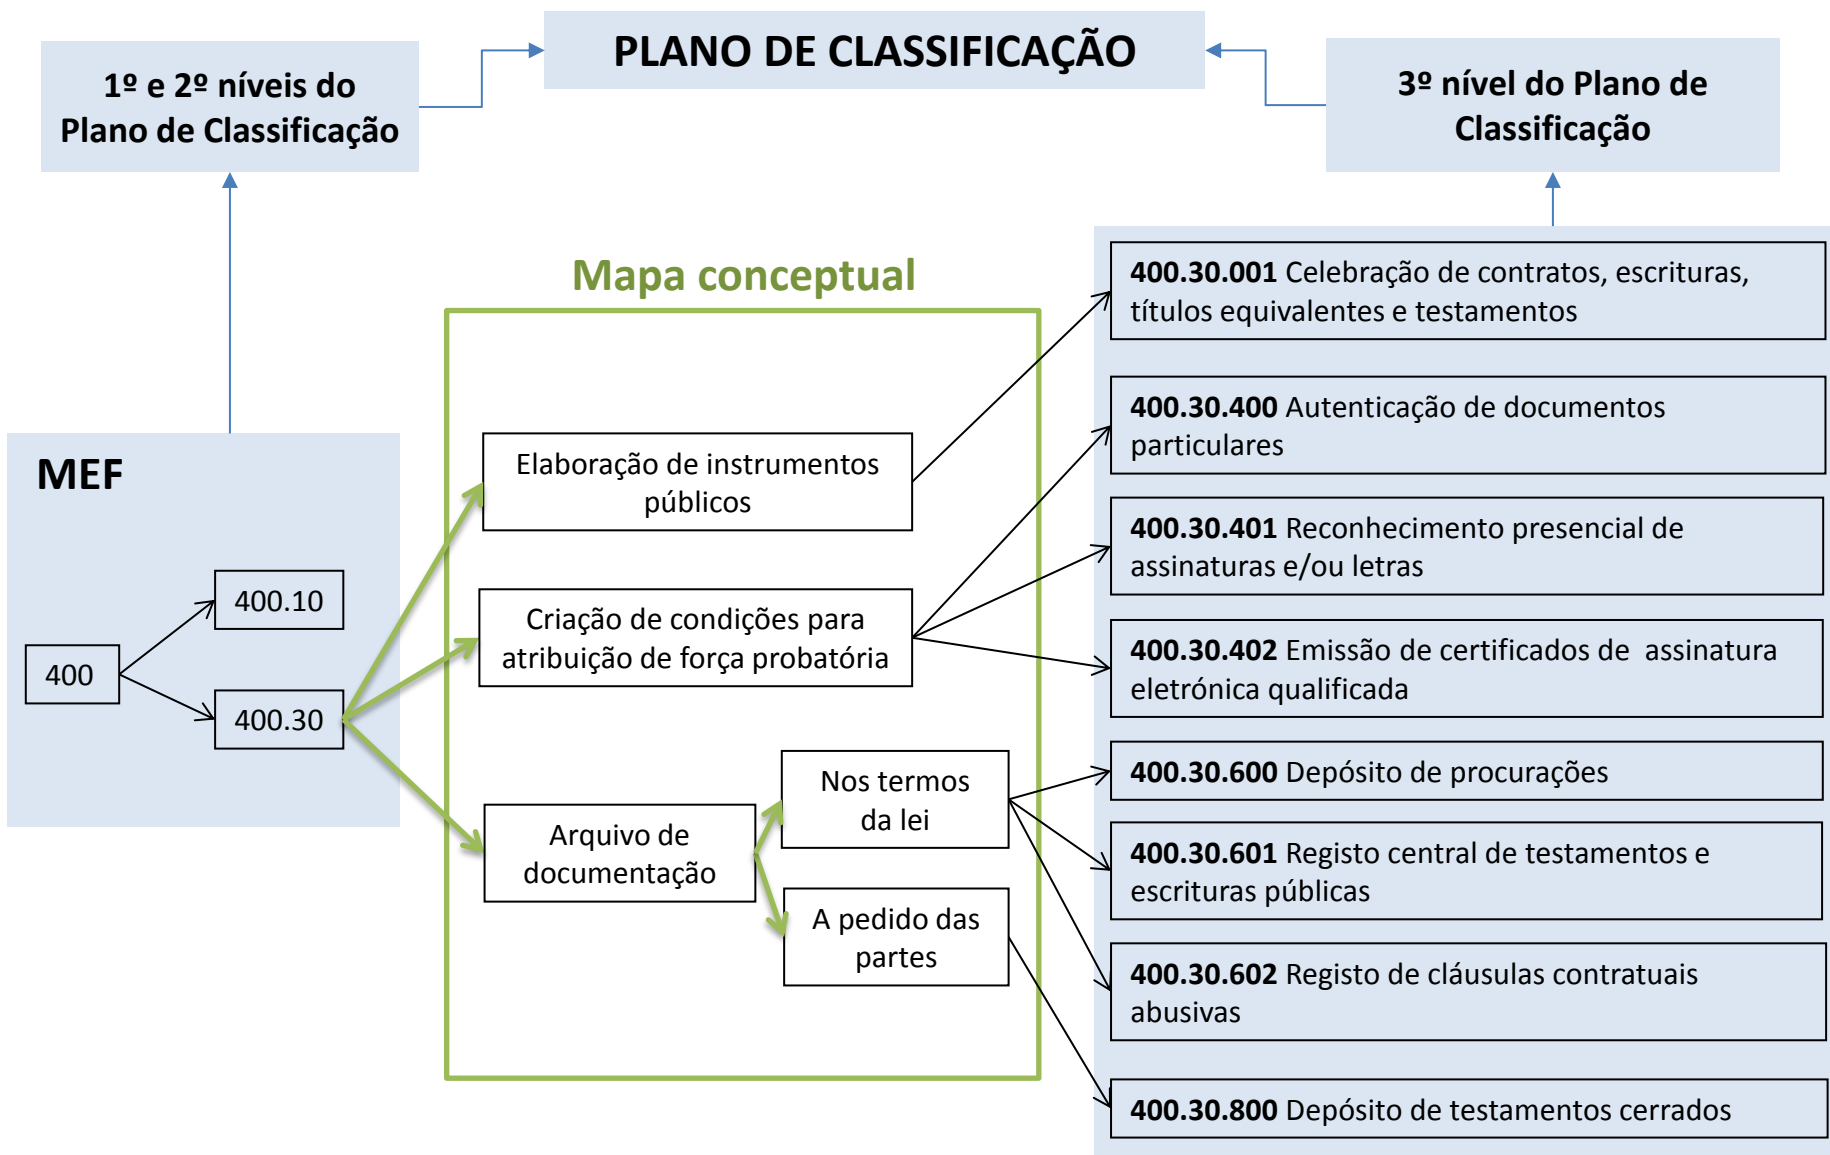 PLANO DE CLASSIFICAÇÃO
1º e 2º níveis do
Plano de Classificação
3º nível do Plano de
Classificação
Mapa conceptual
MEF
400
400.10
400.30
Elaboração de instrumentos
públicos
Criação de condições para
atribuição de força probatória
Arquivo de
documentação
Nos termos
da lei
A pedido das
partes
400.30.001 Celebração de contratos, escrituras,
títulos equivalentes e testamentos
400.30.400 Autenticação de documentos
particulares
400.30.401 Reconhecimento presencial de
assinaturas e/ou letras
400.30.402 Emissão de certificados de assinatura
eletrónica qualificada
400.30.600 Depósito de procurações
400.30.601 Registo central de testamentos e
escrituras públicas
400.30.602 Registo de cláusulas contratuais
abusivas
400.30.800 Depósito de testamentos cerrados